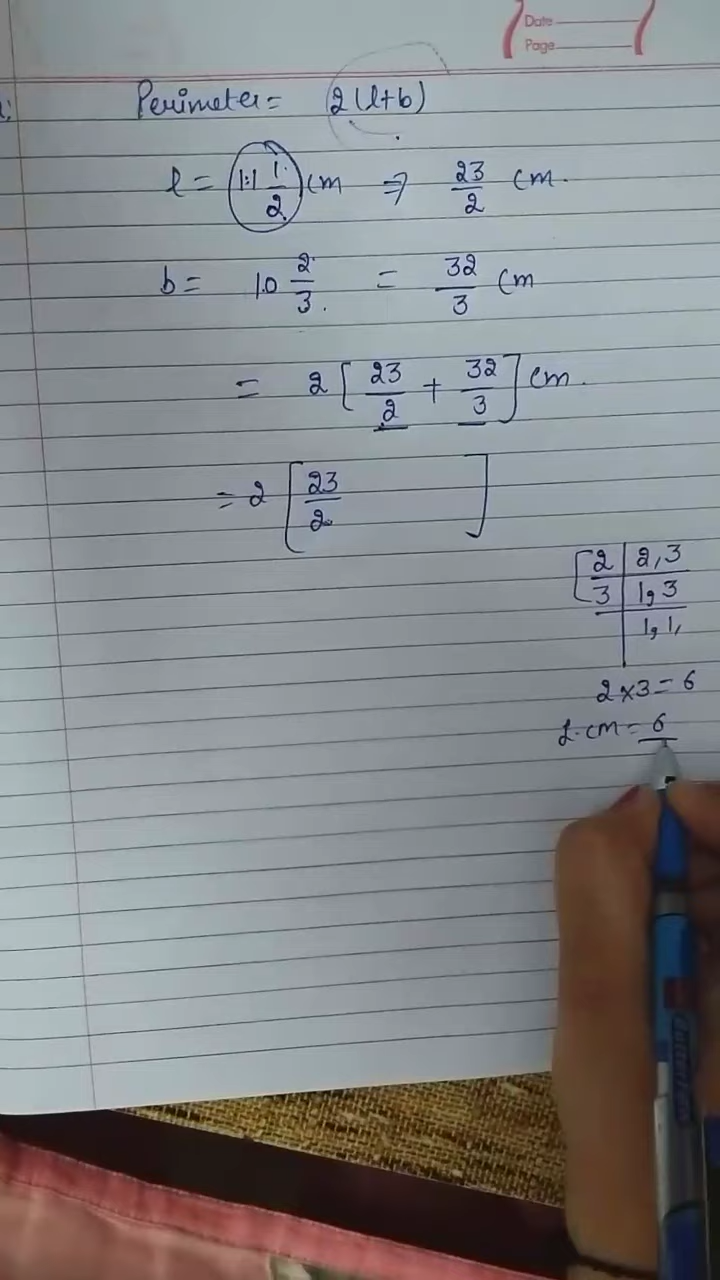 Date
Page
Perimeter = 2(l+b)
l = 11 1/2 cm ⇒ 23/2 cm.
b = 10 2/3 = 32/3 cm
= 2 [ 23/2 + 32/3 ] cm.
= 2 [ 23/2 ]
2 | 2, 3
3 | 1, 3
| 1, 1,
2 × 3 = 6
L.cm = 6